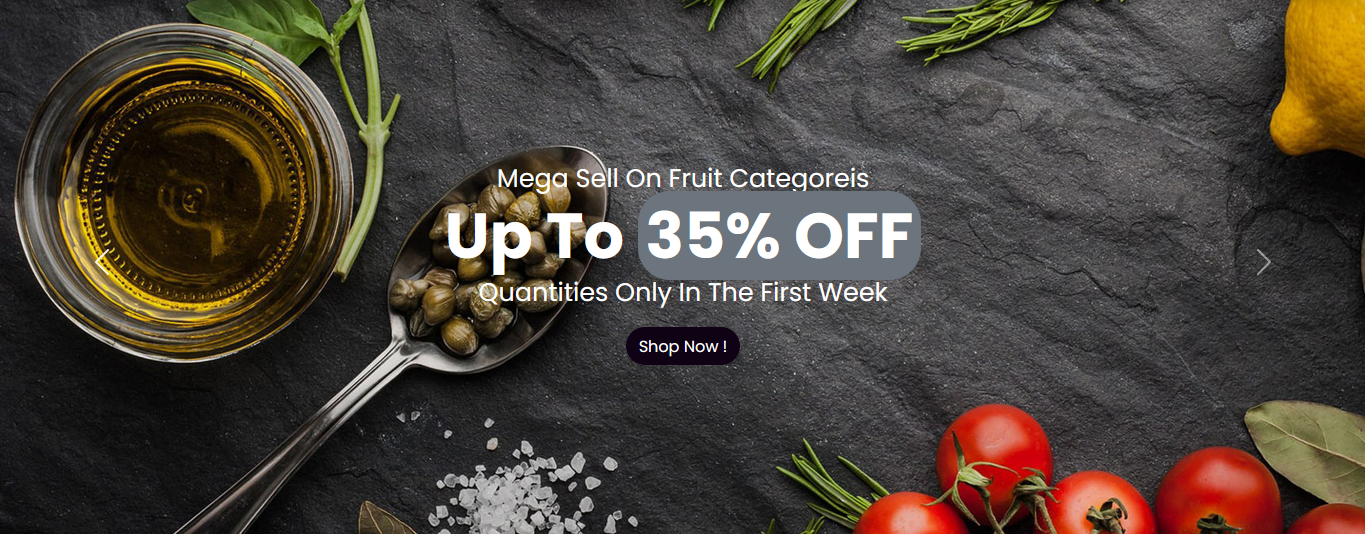 Mega Sell On Fruit Categoreis
Up To 35% OFF
Quantities Only In The First Week
Shop Now !